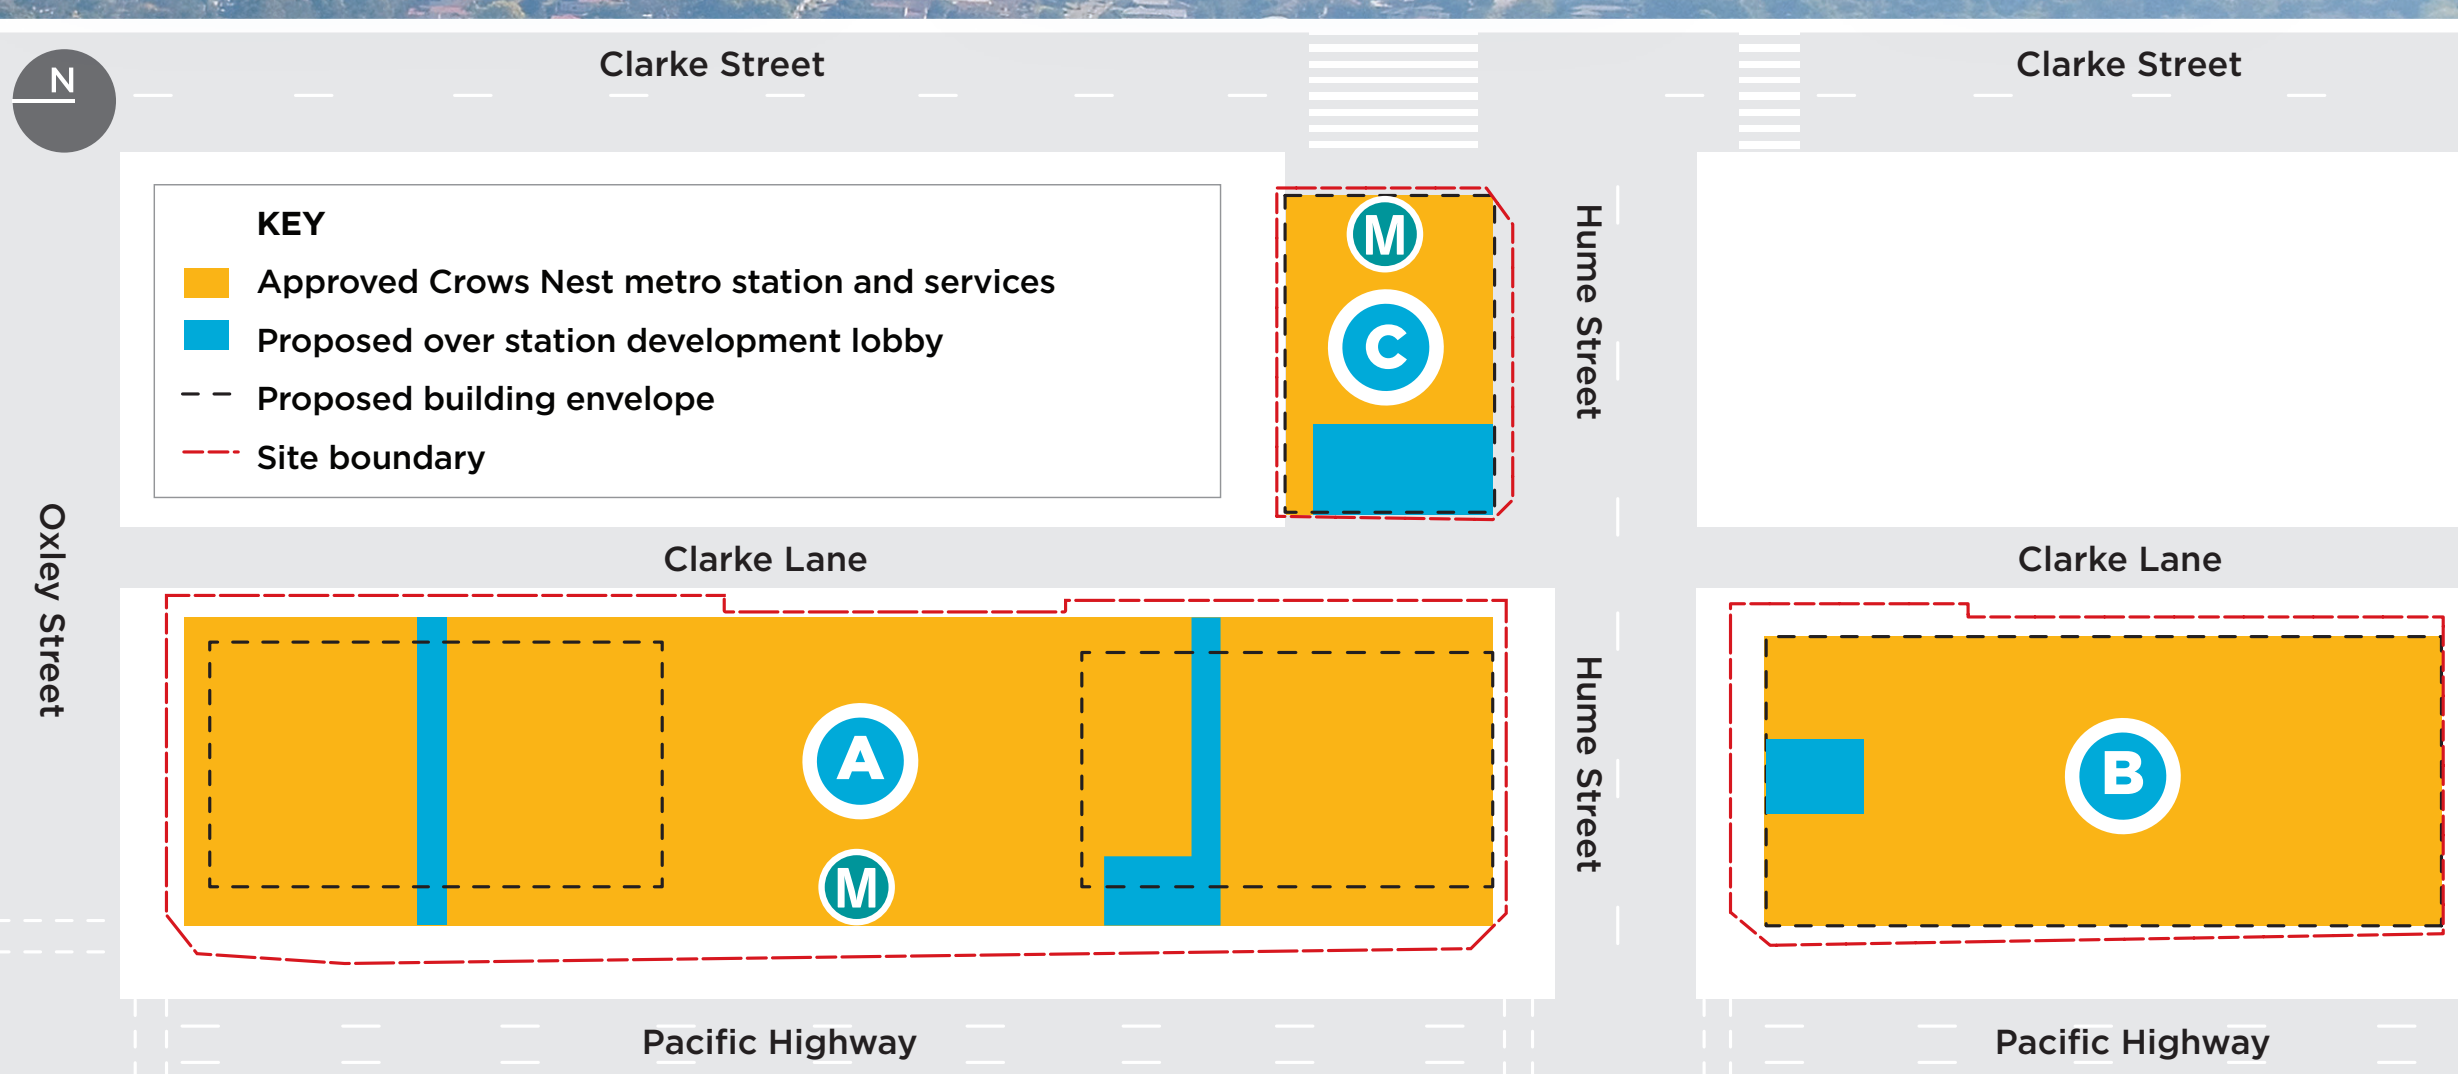 Clarke Street
Clarke Street
N
KEY
Approved Crows Nest metro station and services
Proposed over station development lobby
Proposed building envelope
Site boundary
M
C
Hume Street
Oxley Street
Clarke Lane
Clarke Lane
A
M
Hume Street
B
Pacific Highway
Pacific Highway